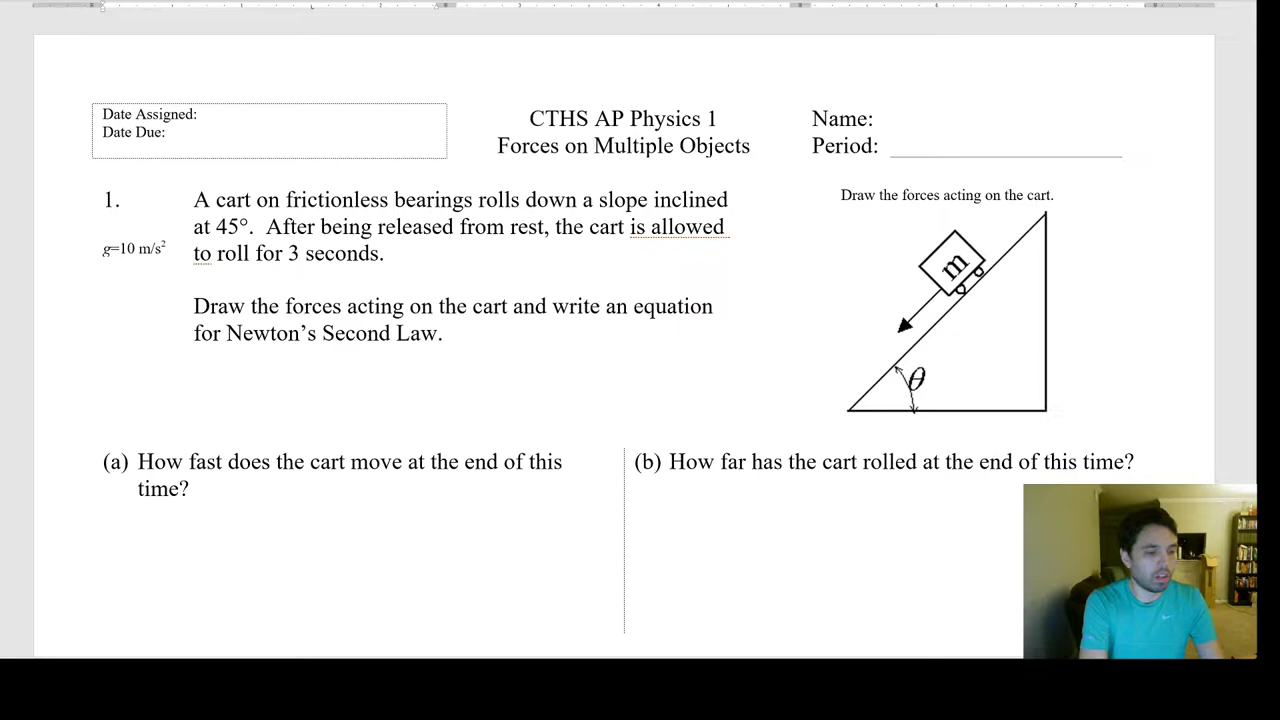 Date Assigned:
Date Due:
CTHS AP Physics 1
Forces on Multiple Objects
Name:
Period:
1.
g=10 m/s²
A cart on frictionless bearings rolls down a slope inclined
at 45°. After being released from rest, the cart is allowed
to roll for 3 seconds.
Draw the forces acting on the cart and write an equation
for Newton’s Second Law.
Draw the forces acting on the cart.
m
θ
(a) How fast does the cart move at the end of this
time?
(b) How far has the cart rolled at the end of this time?